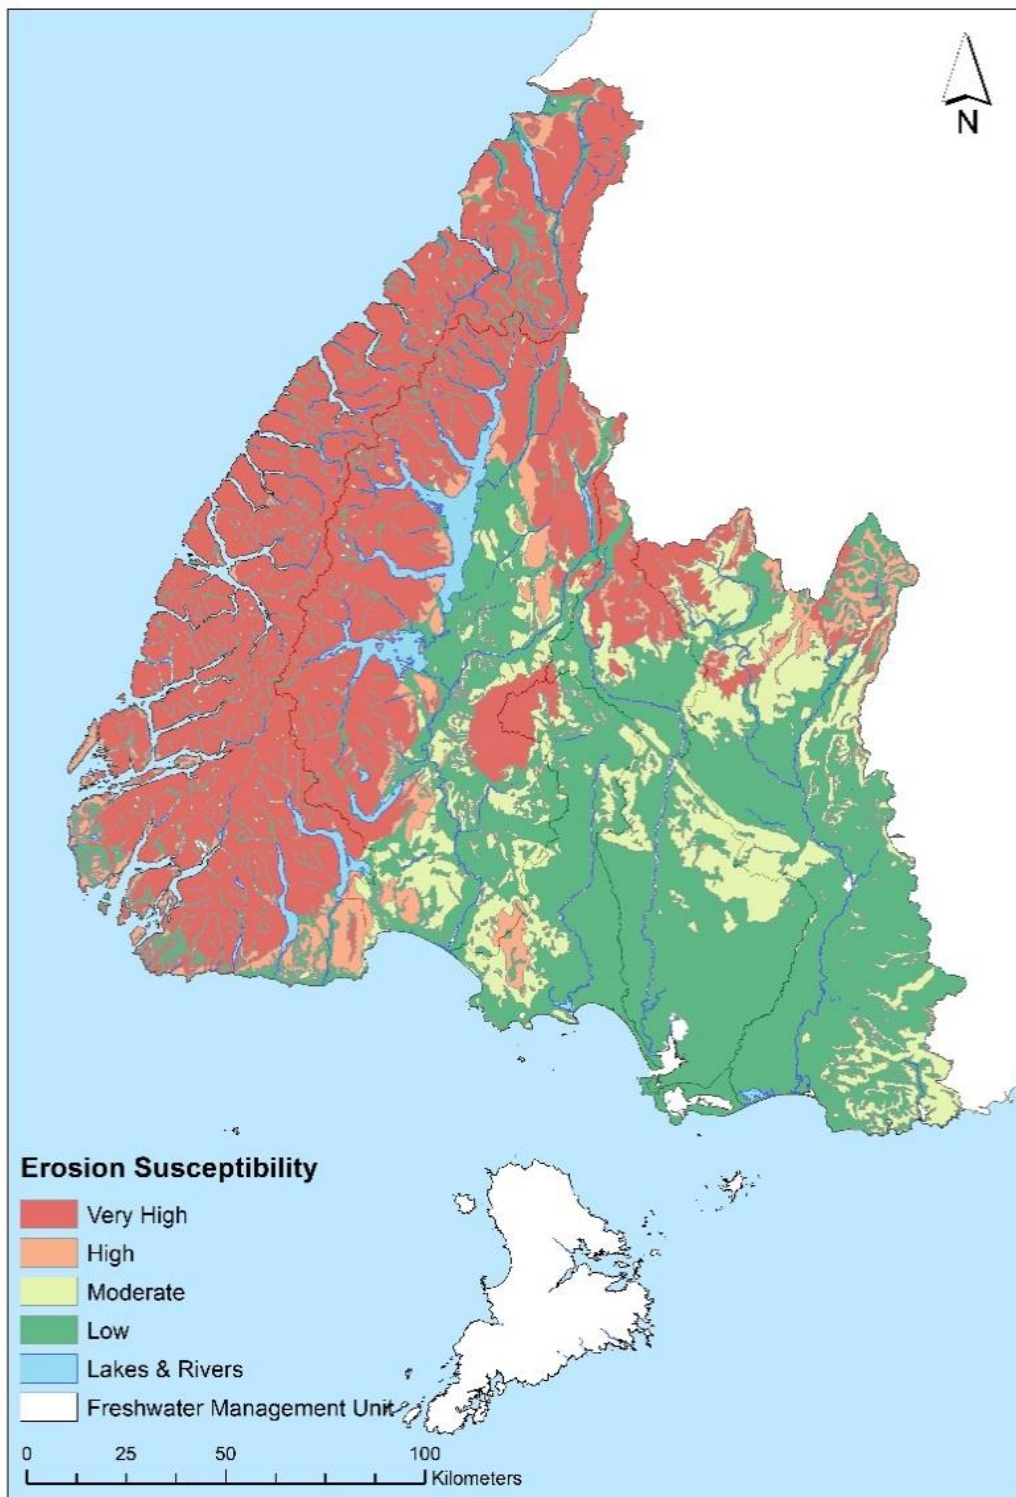 N
Erosion Susceptibility
Very High
High
Moderate
Low
Lakes & Rivers
Freshwater Management Unit
0 25 50 100
Kilometers